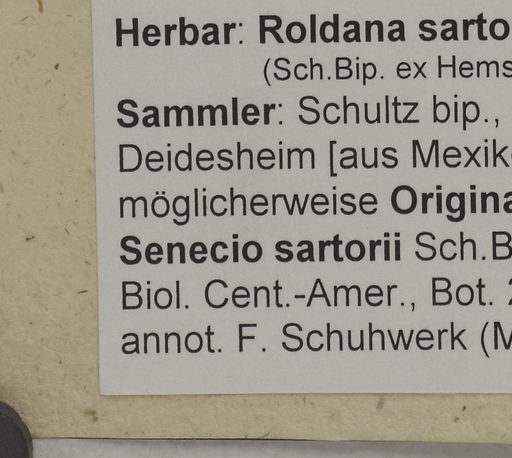 Herbar: Roldana sarto
(Sch.Bip. ex Hems
Sammler: Schultz bip.,
Deidesheim [aus Mexik
möglicherweise Origina
Senecio sartorii Sch.B
Biol. Cent.-Amer., Bot. 2
annot. F. Schuhwerk (M